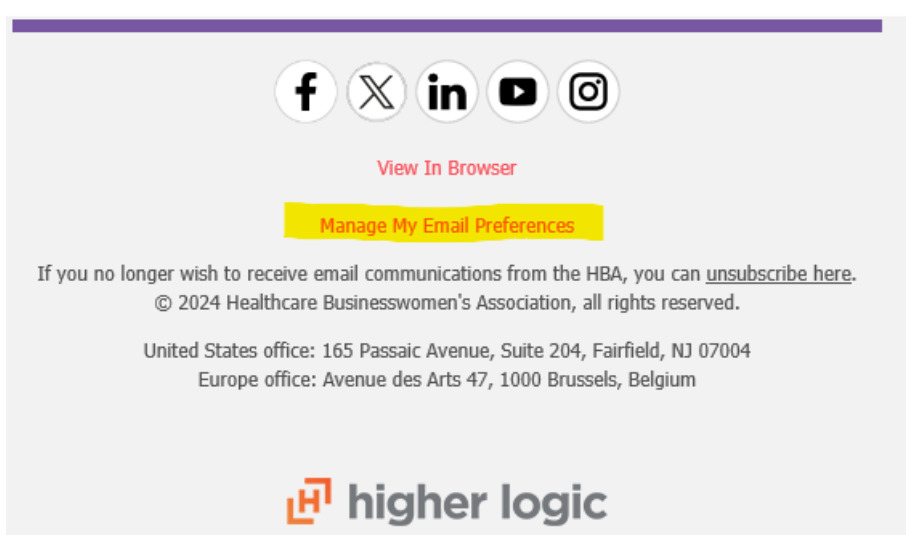 View In Browser
Manage My Email Preferences
If you no longer wish to receive email communications from the HBA, you can unsubscribe here.
© 2024 Healthcare Businesswomen's Association, all rights reserved.
United States office: 165 Passaic Avenue, Suite 204, Fairfield, NJ 07004
Europe office: Avenue des Arts 47, 1000 Brussels, Belgium
higher logic